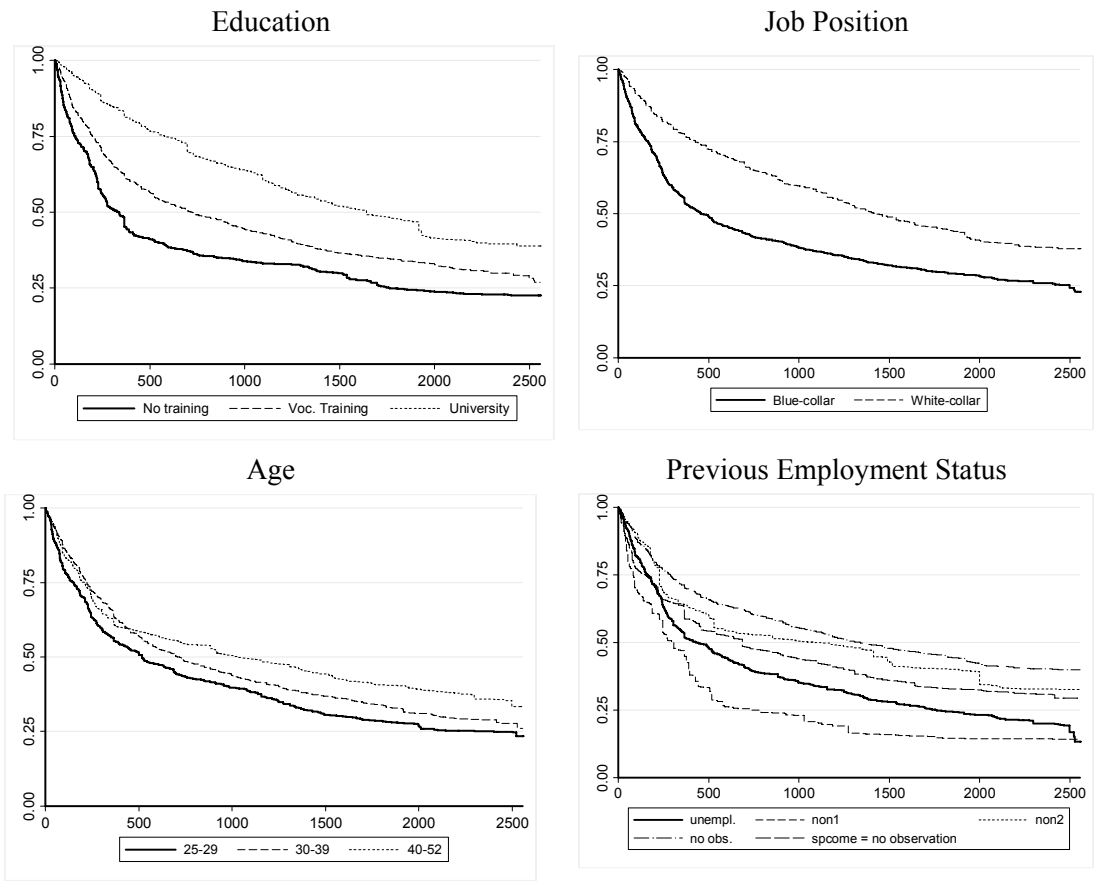 Education
1.00
0.75
0.50
0.25
0.00
0 500 1000 1500 2000 2500
No training Voc. Training University
Job Position
1.00
0.75
0.50
0.25
0.00
0 500 1000 1500 2000 2500
Blue-collar White-collar
Age
1.00
0.75
0.50
0.25
0.00
0 500 1000 1500 2000 2500
25-29 30-39 40-52
Previous Employment Status
1.00
0.75
0.50
0.25
0.00
0 500 1000 1500 2000 2500
unempl. non1 non2
no obs. spcome = no observation